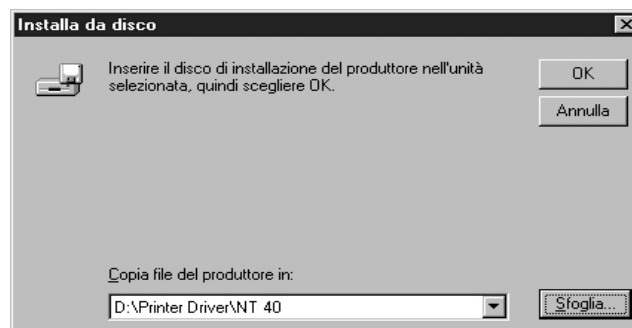 Installa da disco
Inserire il disco di installazione del produttore nell'unità
selezionata, quindi scegliere OK.
OK
Annulla
Copia file del produttore in:
D:\Printer Driver\NT 40
Sfoglia...